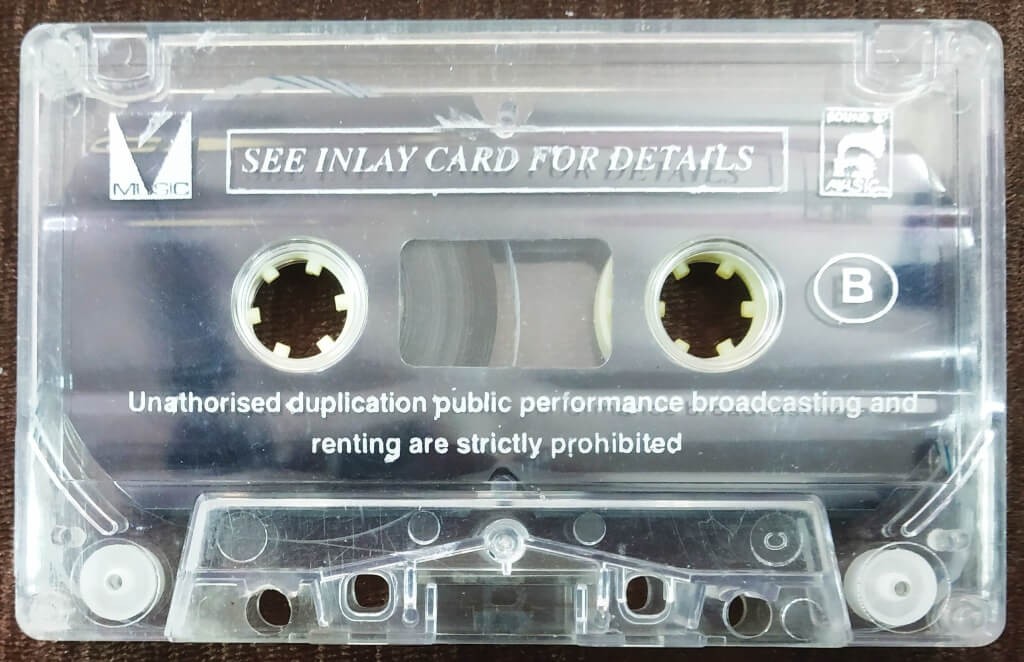 MUSIC
SEE INLAY CARD FOR DETAILS
SOUND OF
MUSIC
B
Unathorised duplication public performance broadcasting and
renting are strictly prohibited
C